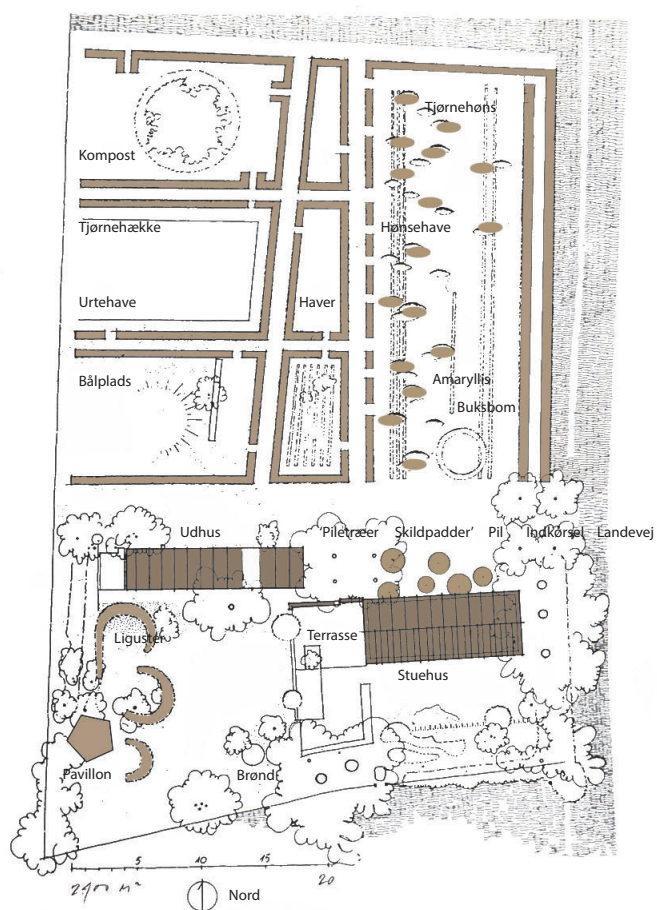 Tjørnehøns
Kompost
Tjørnehække
Hønsehave
Urtehave
Haver
Bålplads
Amaryllis
Buksbom
Udhus
'Piletræer
Skildpadder'
Pil
Indkørsel
Landevej
Liguster
Terrasse
Stuehus
Pavillon
Brønd
5 10 15 20
2400 m²
Nord